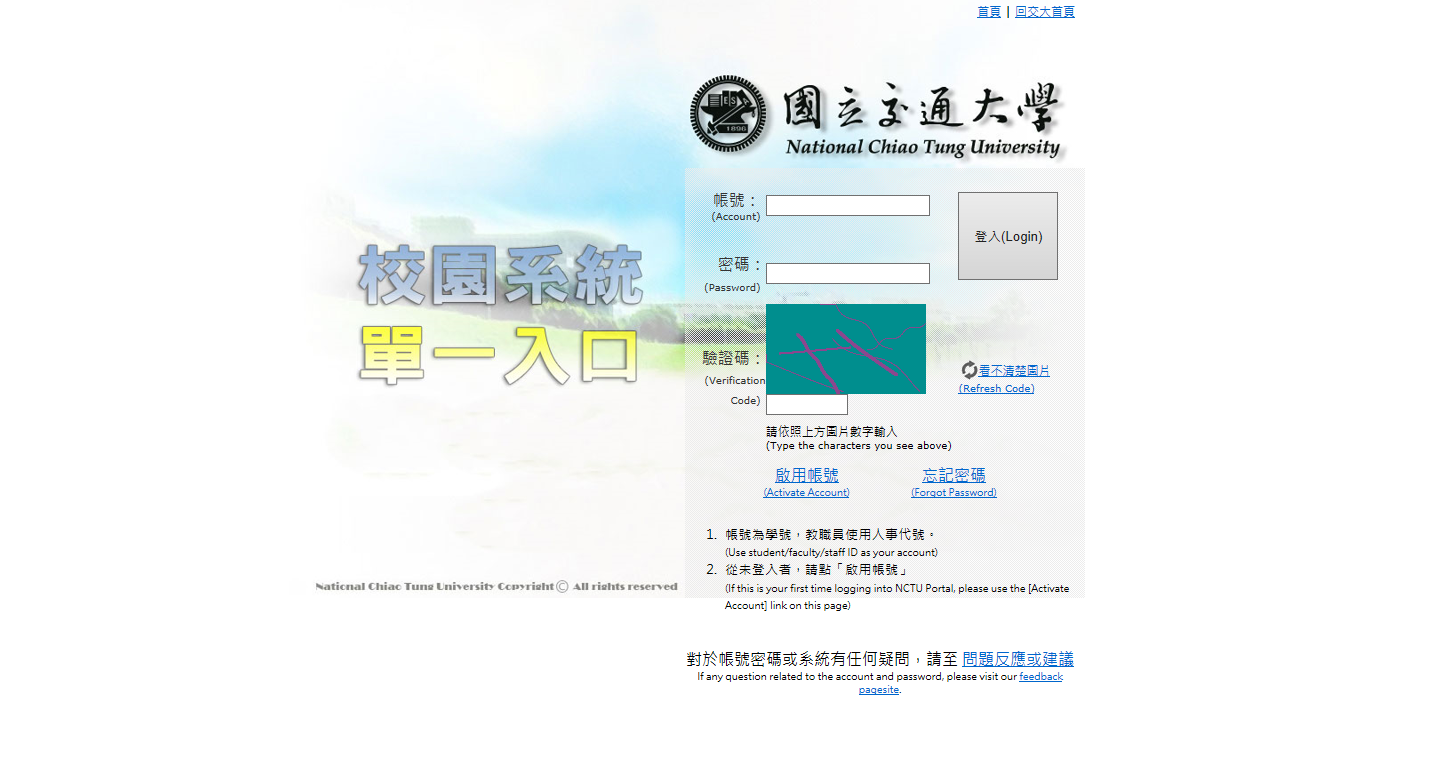 首頁 | 回交大首頁
國立交通大學
National Chiao Tung University
1896
校園系統
單一入口
帳號：
(Account)
登入(Login)
密碼：
(Password)
驗證碼：
(Verification
Code)
看不清楚圖片
(Refresh Code)
請依照上方圖片數字輸入
(Type the characters you see above)
啟用帳號
(Activate Account)
忘記密碼
(Forgot Password)
1. 帳號為學號，教職員使用人事代號。
(Use student/faculty/staff ID as your account)
2. 從未登入者，請點「啟用帳號」
(If this is your first time logging into NCTU Portal, please use the [Activate
Account] link on this page)
National Chiao Tung University Copyright© All rights reserved
對於帳號密碼或系統有任何疑問，請至 問題反應或建議
If any question related to the account and password, please visit our feedback
pagesite.